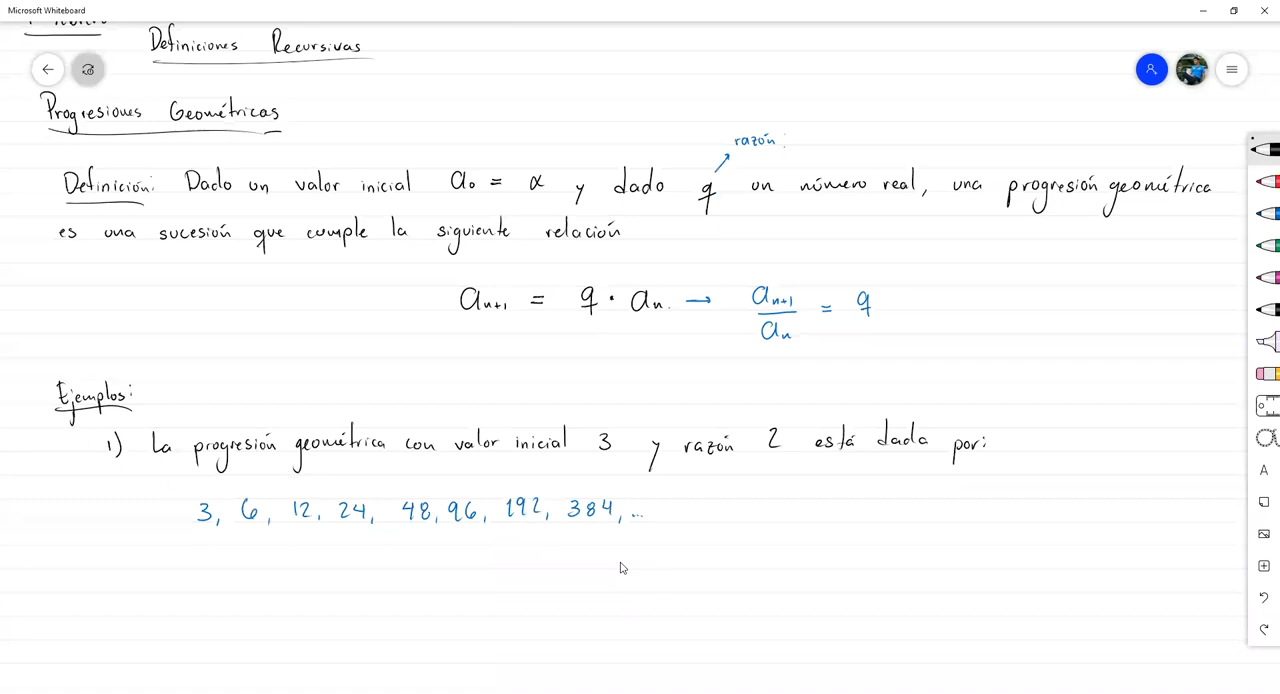 Microsoft Whiteboard
Definiciones Recursivas
Progresiones Geométricas
razón:
Definición: Dado un valor inicial a₀ = α y dado q un número real, una progresión geométrica
es una sucesión que cumple la siguiente relación
aₙ₊₁ = q · aₙ. → aₙ₊₁/aₙ = q
Ejemplos:
1) La progresión geométrica con valor inicial 3 y razón 2 está dada por:
3, 6, 12, 24, 48, 96, 192, 384, ...
A